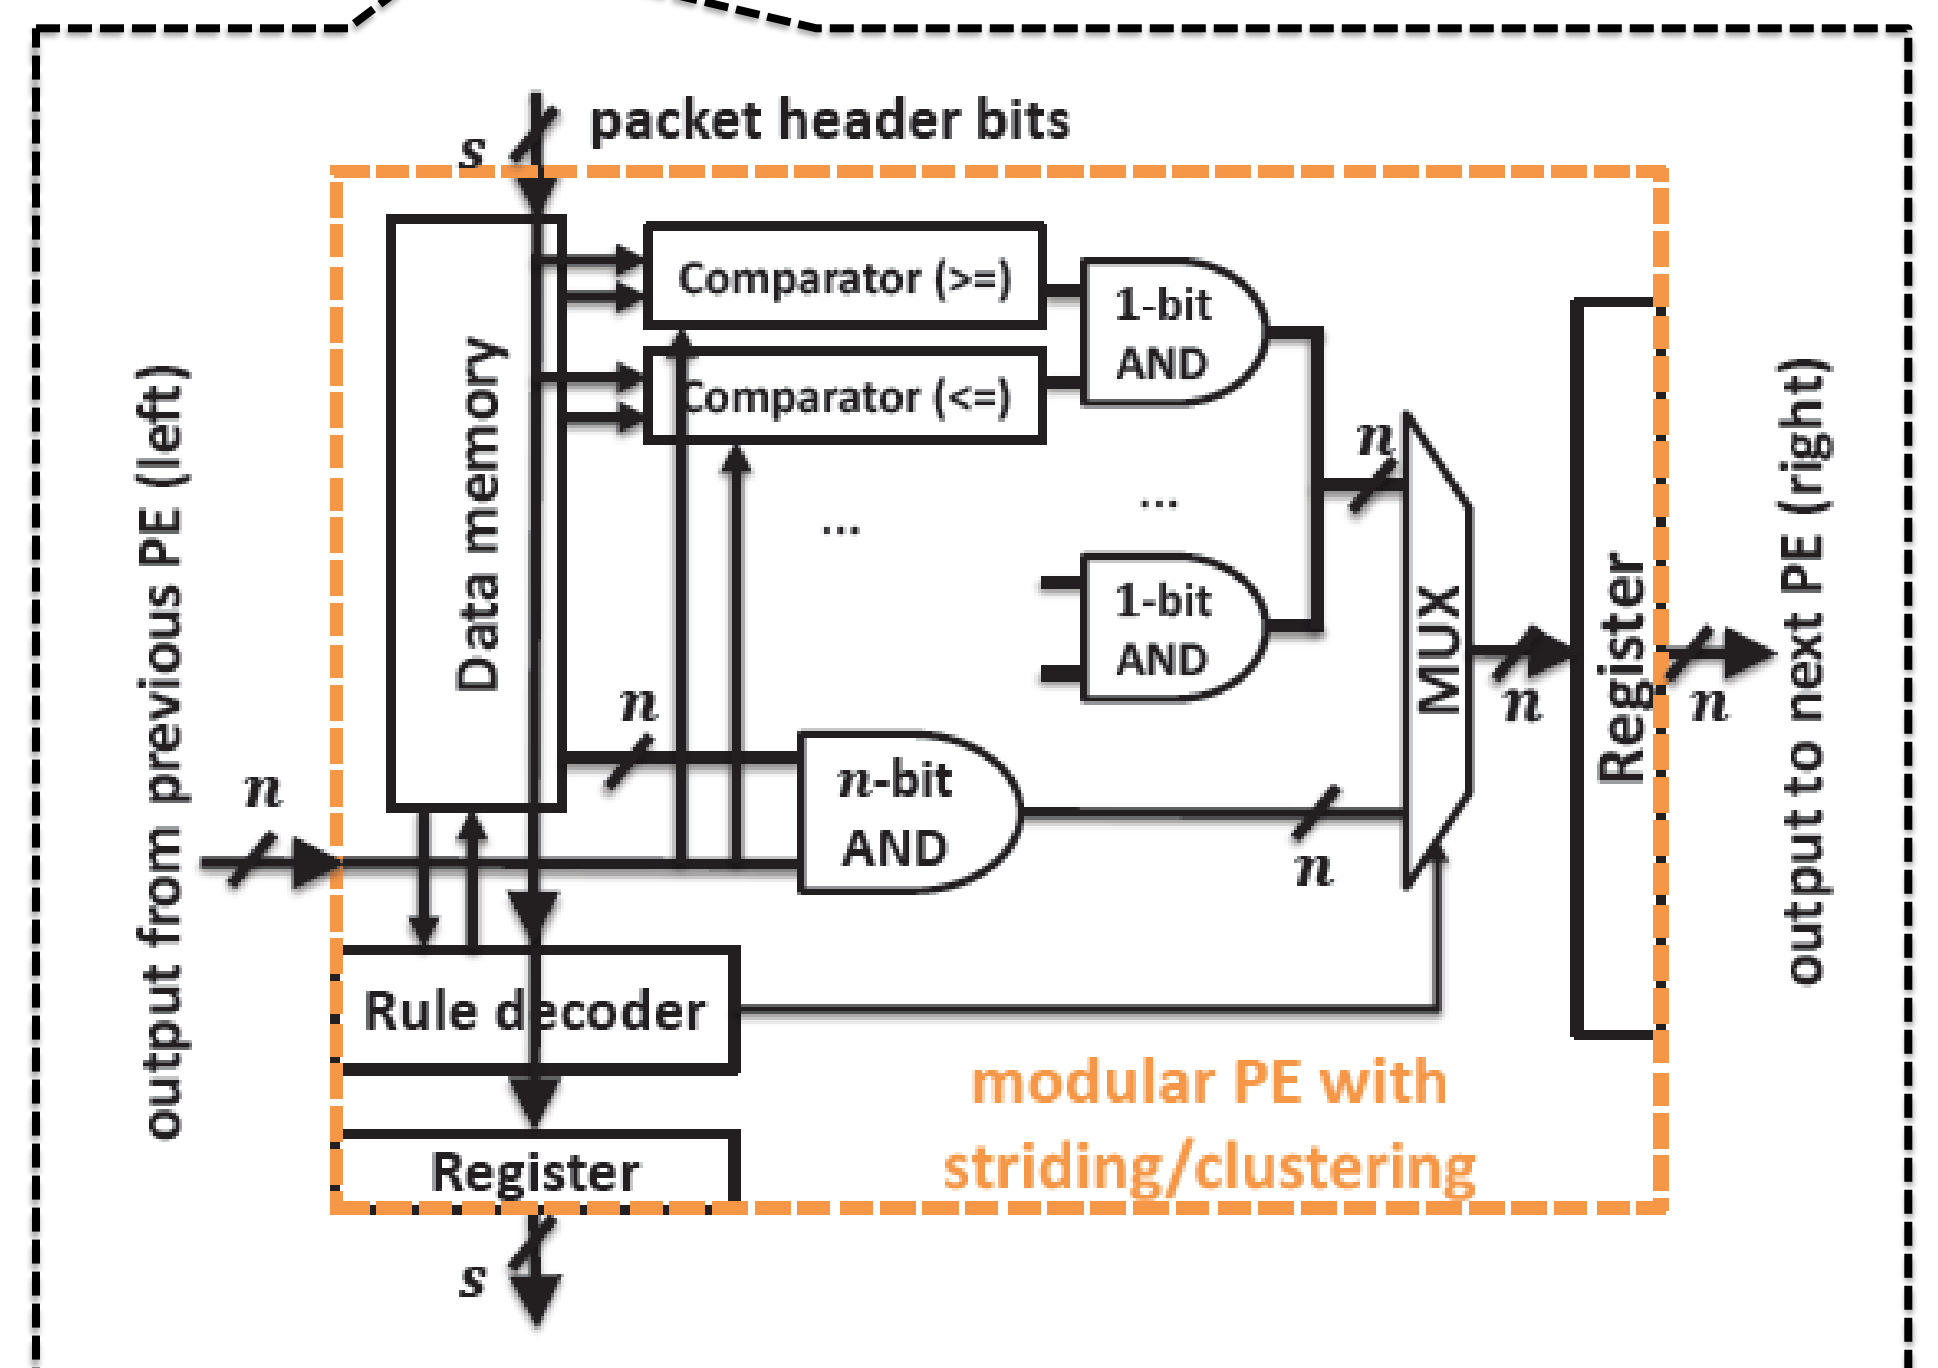 packet header bits
s
Comparator (>=)
1-bit
AND
Comparator (<=)
Data memory
n
...
...
1-bit
AND
MUX
n
n
Register
n
n
n-bit
AND
n
n
output from previous PE (left)
output to next PE (right)
Rule decoder
modular PE with
striding/clustering
Register
s